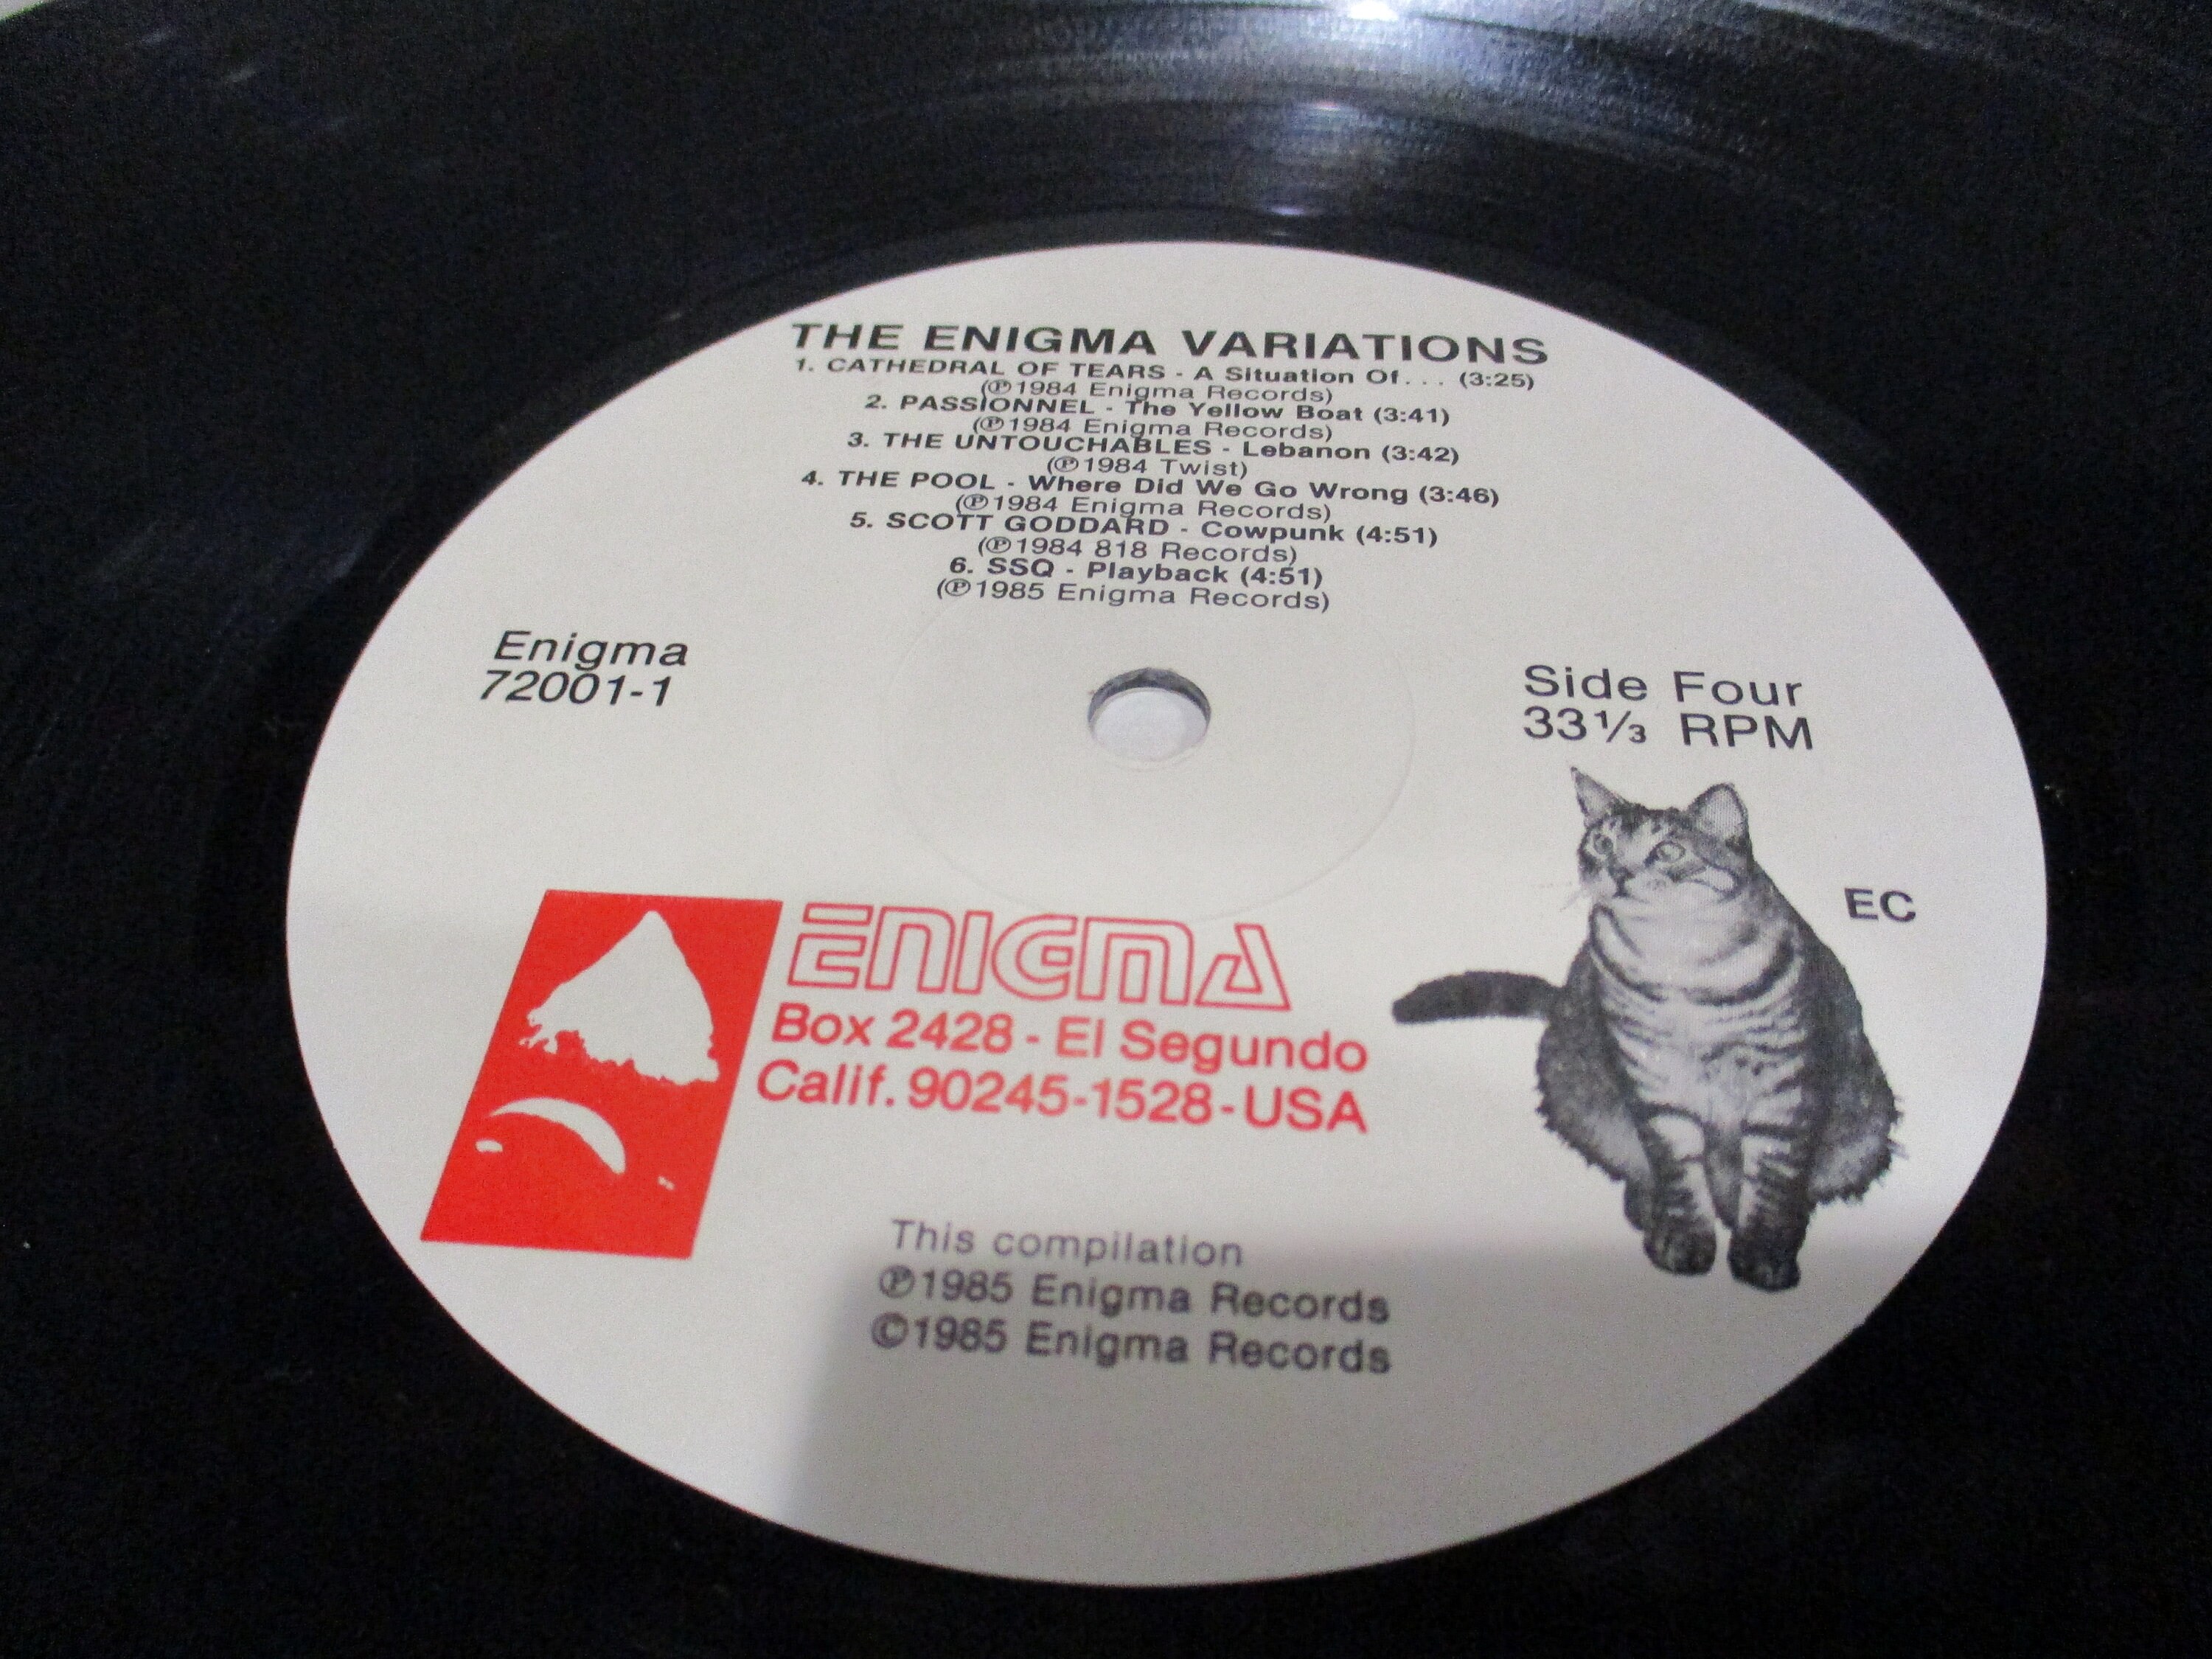 THE ENIGMA VARIATIONS
1. CATHEDRAL OF TEARS - A Situation Of. . . (3:25)
(℗1984 Enigma Records)
2. PASSIONNEL - The Yellow Boat (3:41)
(℗1984 Enigma Records)
3. THE UNTOUCHABLES - Lebanon (3:42)
(℗1984 Twist)
4. THE POOL - Where Did We Go Wrong (3:46)
(℗1984 Enigma Records)
5. SCOTT GODDARD - Cowpunk (4:51)
(℗1984 818 Records)
6. SSQ - Playback (4:51)
(℗1985 Enigma Records)
Enigma
72001-1
Side Four
33⅓ RPM
EC
ENIGMA
Box 2428 - El Segundo
Calif. 90245-1528-USA
This compilation
℗1985 Enigma Records
©1985 Enigma Records